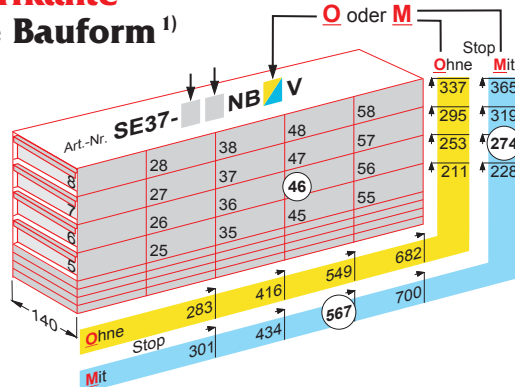 Bauform 1)
O oder M
Stop
Ohne Mit
337 365
295 319
253 274
211 228
Art.-Nr. SE37- NB V
8 28 38 48 58
7 27 37 47 57
6 26 36 46 56
5 25 35 45 55
140
Ohne 283 416 549 682
Stop
Mit 301 434 567 700